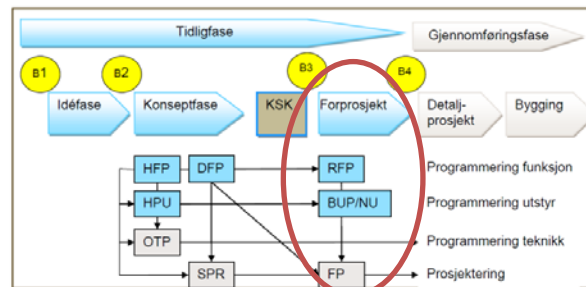 Tidligfase
Gjennomføringsfase
B1
B2
B3
B4
Idéfase
Konseptfase
KSK
Forprosjekt
Detalj-
prosjekt
Bygging
HFP
DFP
RFP
Programmering funksjon
HPU
BUP/NU
Programmering utstyr
OTP
Programmering teknikk
SPR
FP
Prosjektering